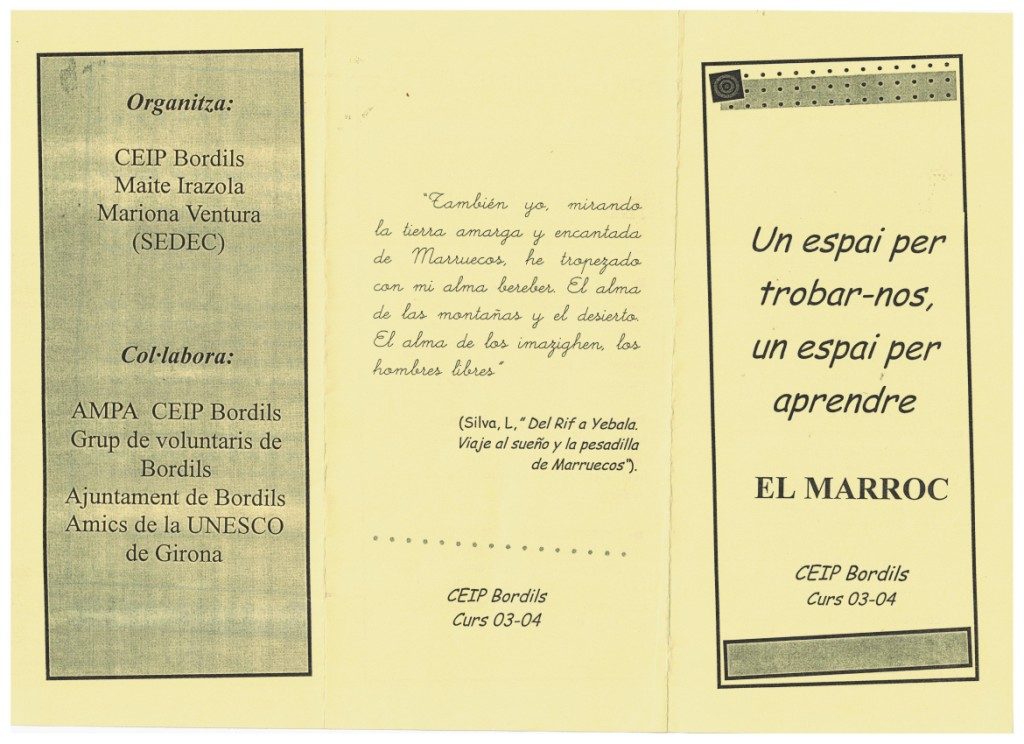 Organitza:
CEIP Bordils
Maite Irazola
Mariona Ventura
(SEDEC)
Col·labora:
AMPA CEIP Bordils
Grup de voluntaris de
Bordils
Ajuntament de Bordils
Amics de la UNESCO
de Girona
"También yo, mirando
la tierra amarga y encantada
de Marruecos, he tropezado
con mi alma bereber. El alma
de las montañas y el desierto.
El alma de los imazighen, los
hombres libres"
(Silva, L," Del Rif a Yebala.
Viaje al sueño y la pesadilla
de Marruecos").
CEIP Bordils
Curs 03-04
Un espai per
trobar-nos,
un espai per
aprendre
EL MARROC
CEIP Bordils
Curs 03-04